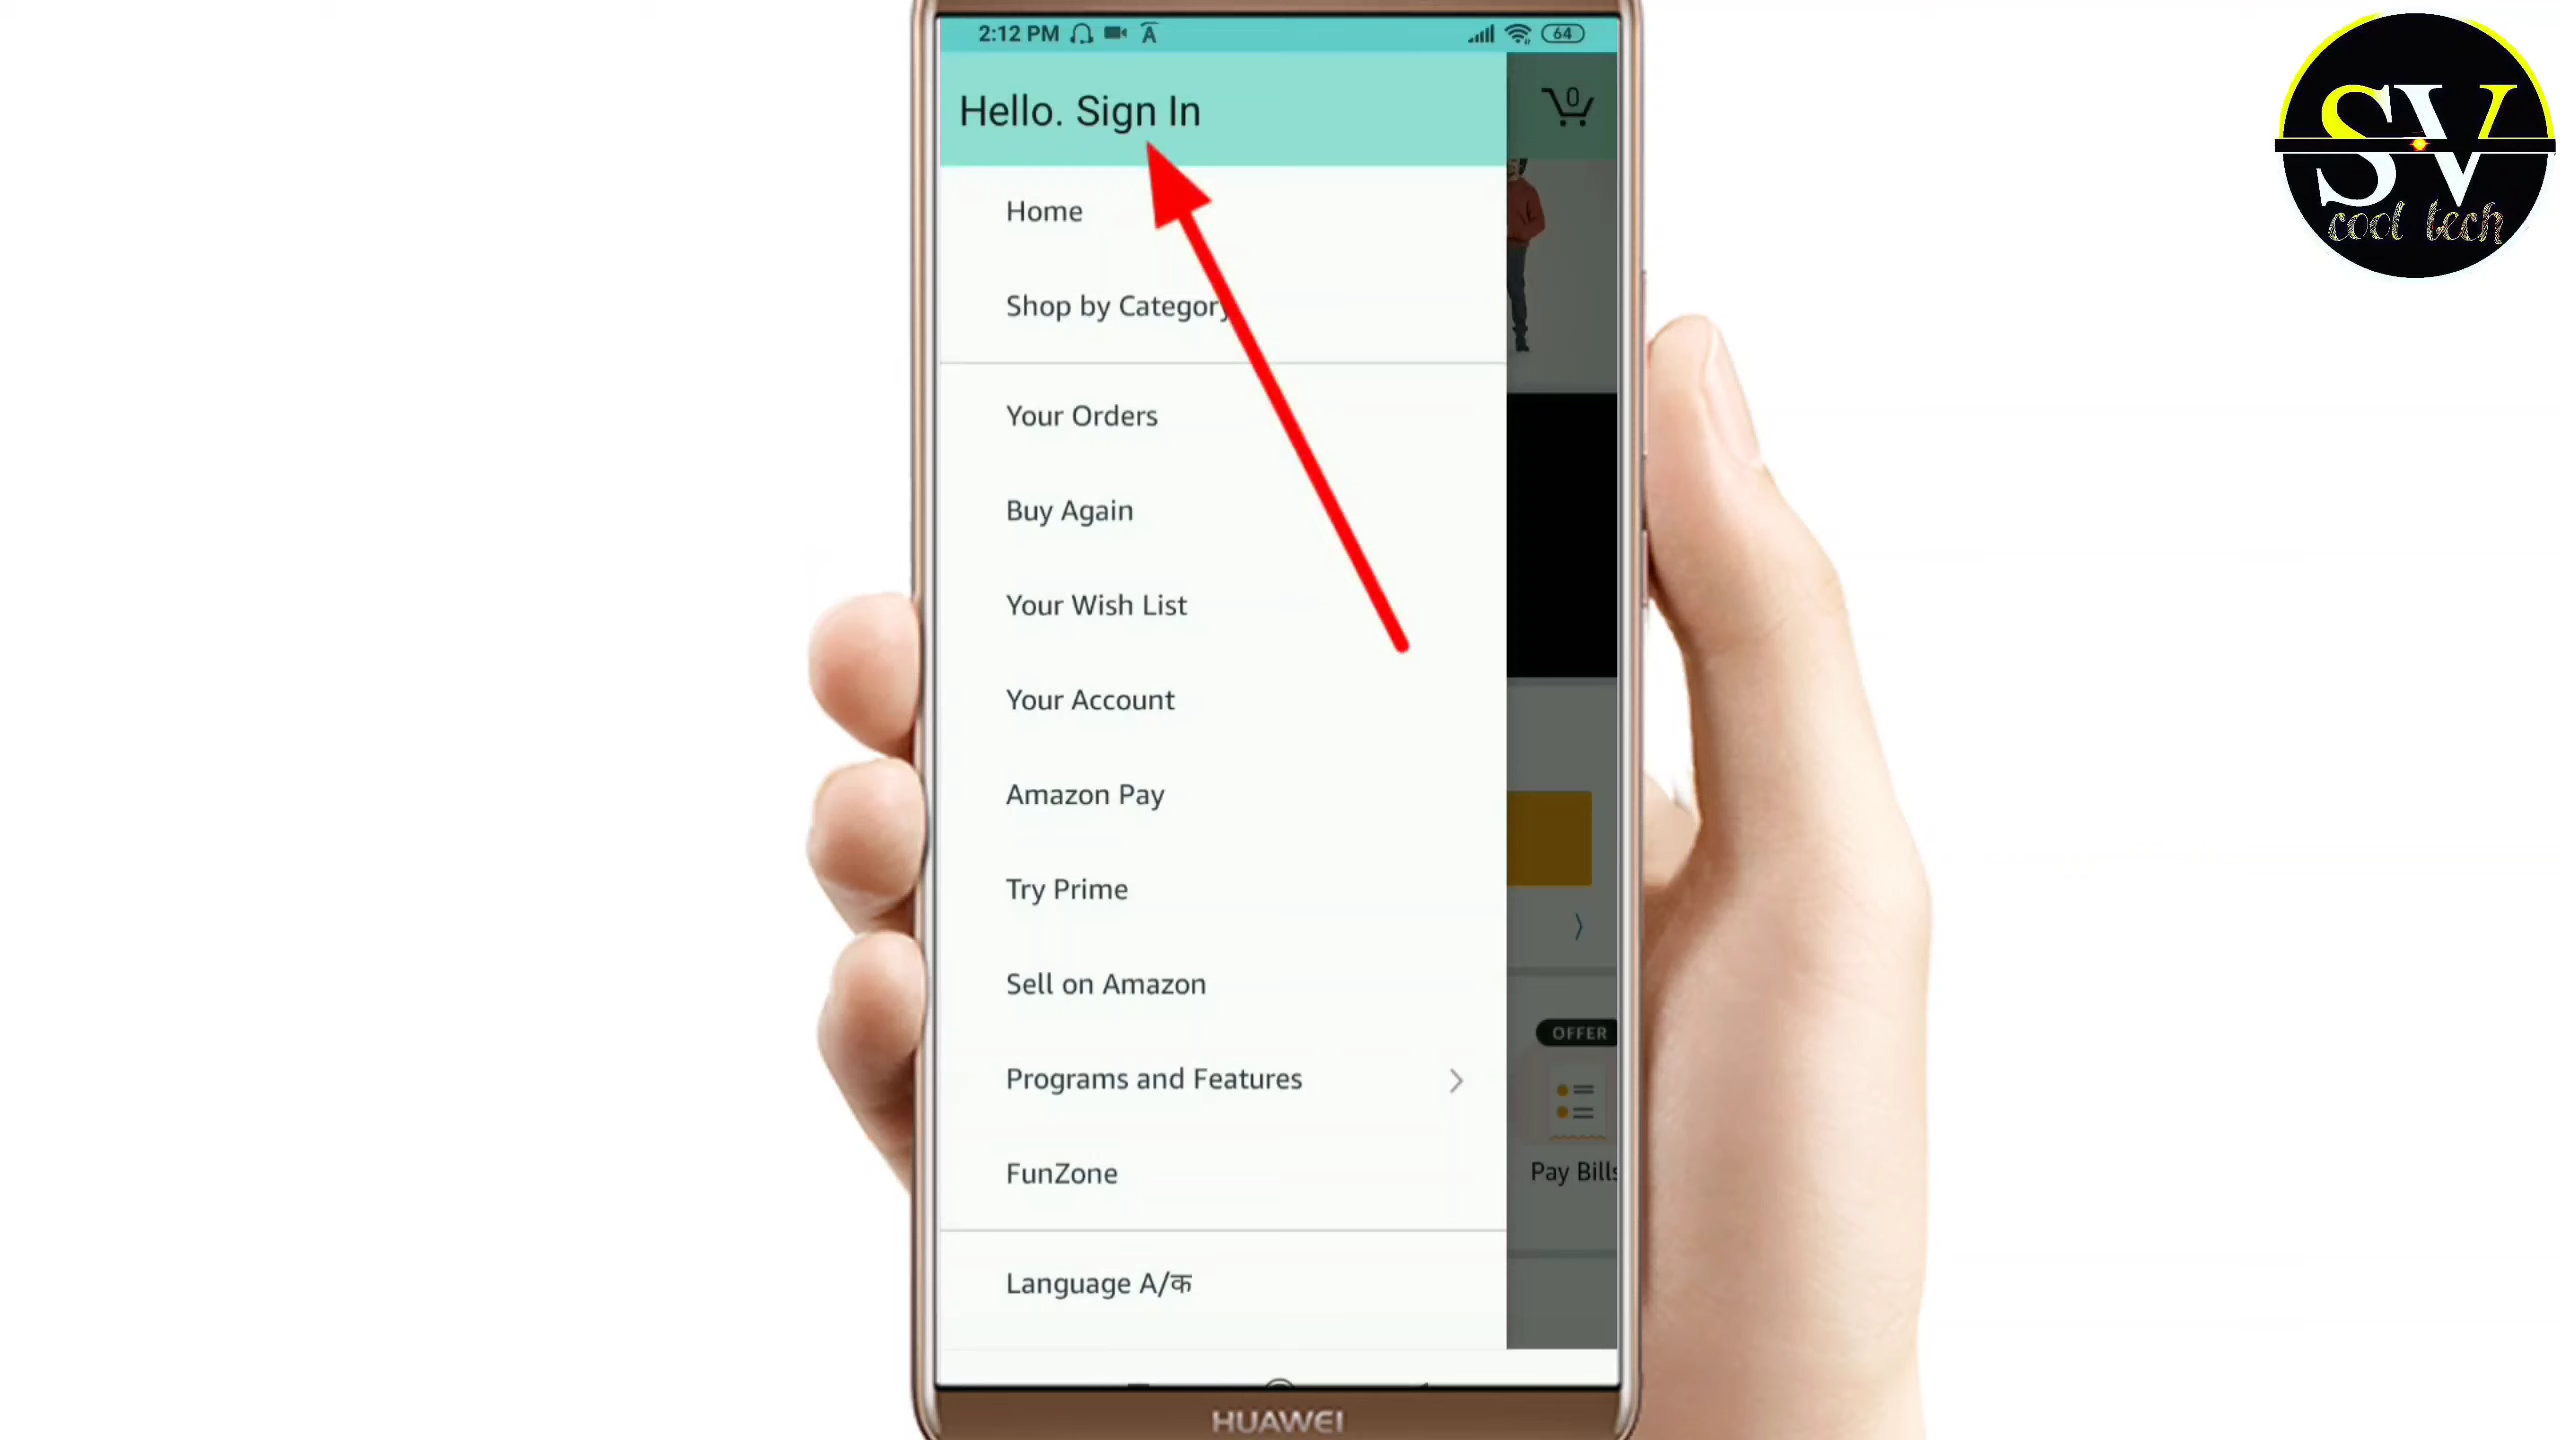 2:12 PM
64
Hello. Sign In
0
Home
Shop by Category
Your Orders
Buy Again
Your Wish List
Your Account
Amazon Pay
Try Prime
Sell on Amazon
Programs and Features
OFFER
Pay Bills
FunZone
Language A/क
HUAWEI
SV
cool tech